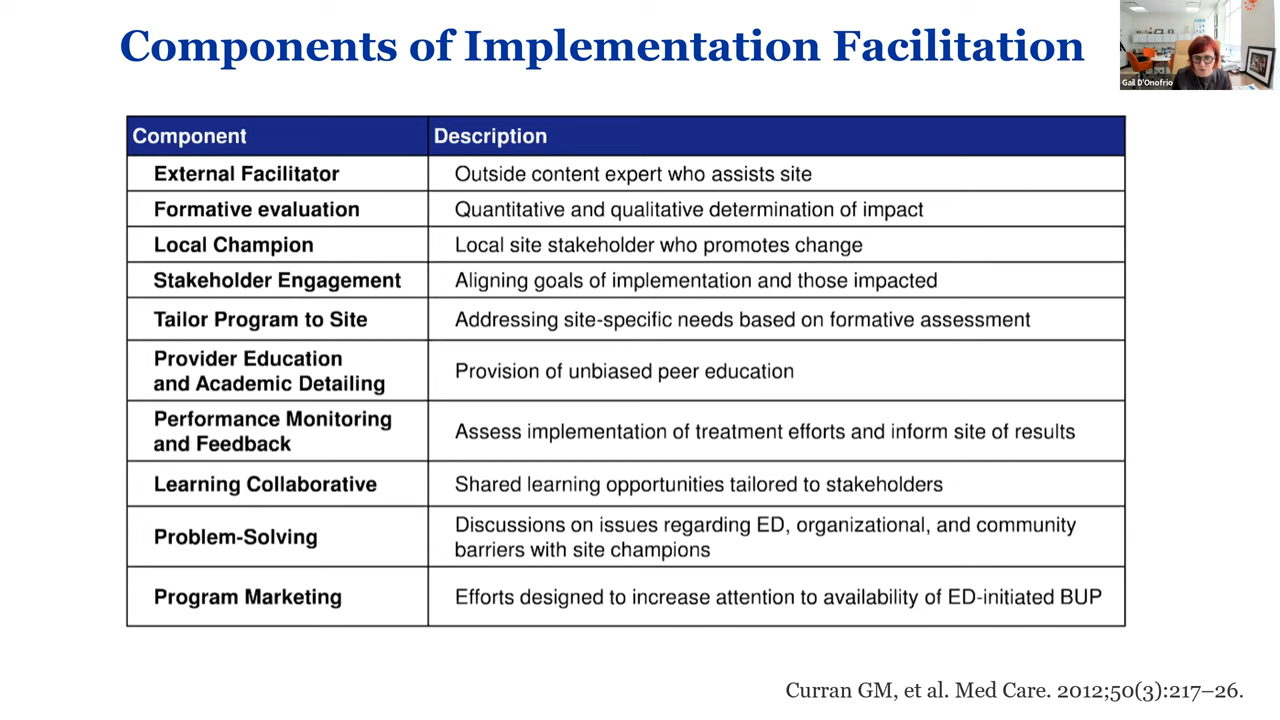 Components of Implementation Facilitation
Gail D'Onofrio
Component Description
External Facilitator Outside content expert who assists site
Formative evaluation Quantitative and qualitative determination of impact
Local Champion Local site stakeholder who promotes change
Stakeholder Engagement Aligning goals of implementation and those impacted
Tailor Program to Site Addressing site-specific needs based on formative assessment
Provider Education
and Academic Detailing
Provision of unbiased peer education
Performance Monitoring
and Feedback
Assess implementation of treatment efforts and inform site of results
Learning Collaborative Shared learning opportunities tailored to stakeholders
Problem-Solving
Discussions on issues regarding ED, organizational, and community
barriers with site champions
Program Marketing Efforts designed to increase attention to availability of ED-initiated BUP
Curran GM, et al. Med Care. 2012;50(3):217–26.